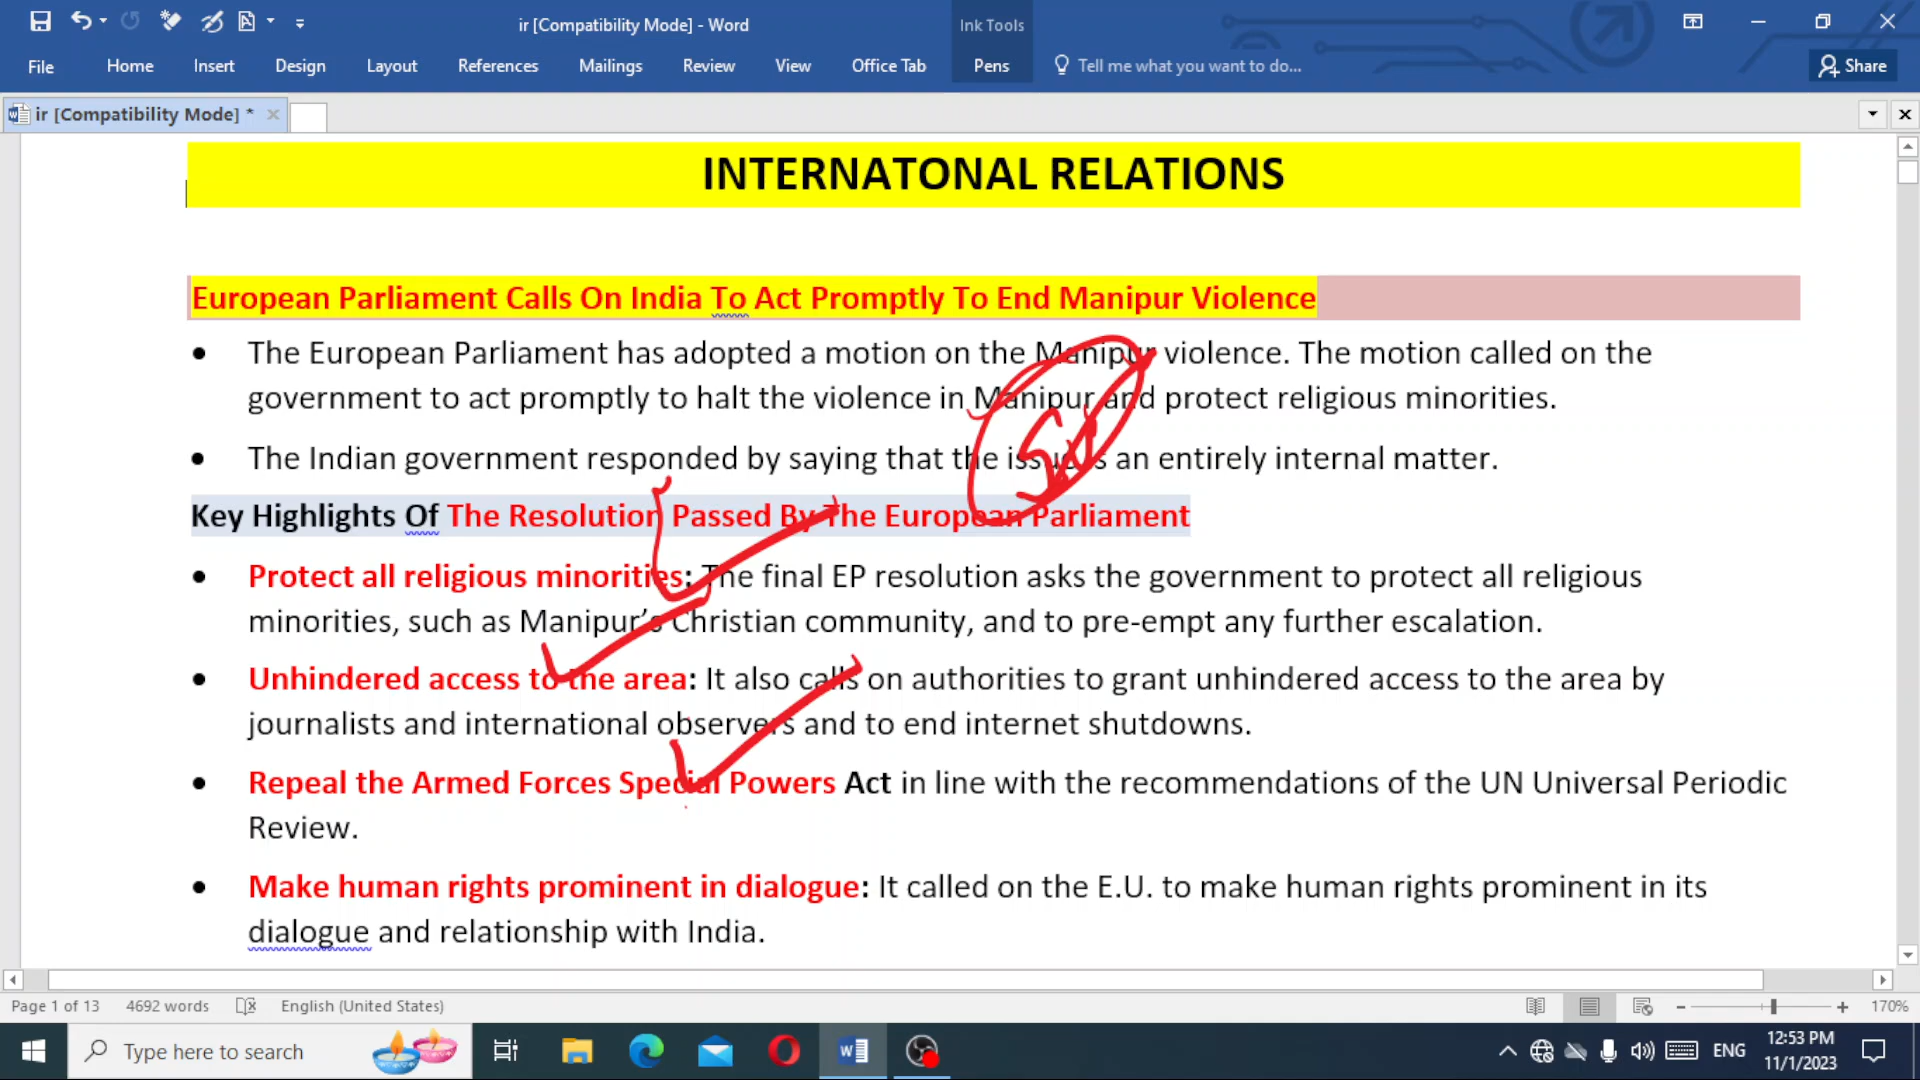 ir [Compatibility Mode] - Word
Ink Tools
File
Home
Insert
Design
Layout
References
Mailings
Review
View
Office Tab
Pens
Tell me what you want to do...
Share
ir [Compatibility Mode] *
INTERNATONAL RELATIONS
European Parliament Calls On India To Act Promptly To End Manipur Violence
• The European Parliament has adopted a motion on the Manipur violence. The motion called on the
government to act promptly to halt the violence in Manipur and protect religious minorities.
• The Indian government responded by saying that the issue is an entirely internal matter.
Key Highlights Of The Resolution Passed By The European Parliament
• Protect all religious minorities: The final EP resolution asks the government to protect all religious
minorities, such as Manipur's Christian community, and to pre-empt any further escalation.
• Unhindered access to the area: It also calls on authorities to grant unhindered access to the area by
journalists and international observers and to end internet shutdowns.
• Repeal the Armed Forces Special Powers Act in line with the recommendations of the UN Universal Periodic
Review.
• Make human rights prominent in dialogue: It called on the E.U. to make human rights prominent in its
dialogue and relationship with India.
Page 1 of 13
4692 words
English (United States)
170%
Type here to search
ENG
12:53 PM
11/1/2023